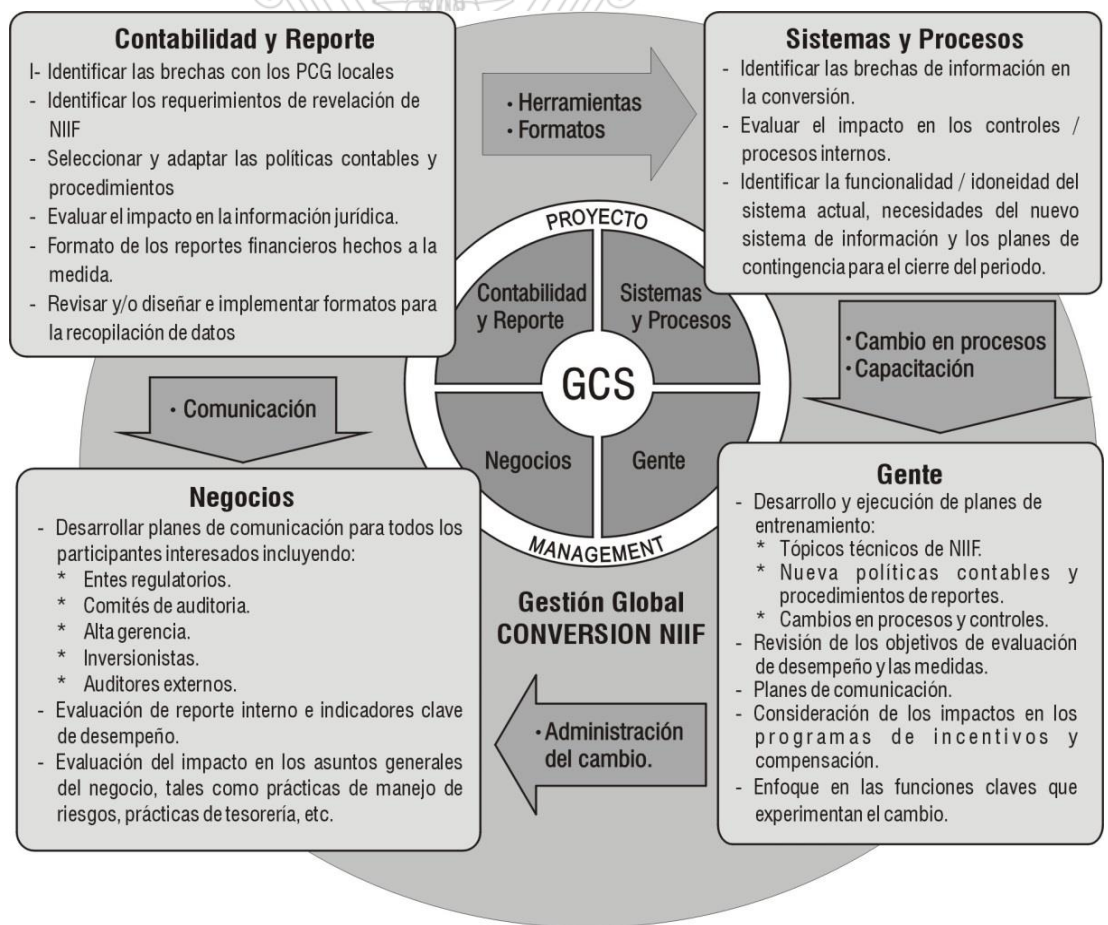 Contabilidad y Reporte
I- Identificar las brechas con los PCG locales
- Identificar los requerimientos de revelación de
NIIF
- Seleccionar y adaptar las políticas contables y
procedimientos
- Evaluar el impacto en la información jurídica.
- Formato de los reportes financieros hechos a la
medida.
- Revisar y/o diseñar e implementar formatos para
la recopilación de datos
· Herramientas
· Formatos
Sistemas y Procesos
- Identificar las brechas de información en
la conversión.
- Evaluar el impacto en los controles /
procesos internos.
- Identificar la funcionalidad / idoneidad del
sistema actual, necesidades del nuevo
sistema de información y los planes de
contingencia para el cierre del periodo.
PROYECTO
Contabilidad
y Reporte
Sistemas
y Procesos
GCS
Negocios
Gente
MANAGEMENT
· Comunicación
· Cambio en procesos
· Capacitación
Negocios
- Desarrollar planes de comunicación para todos los
participantes interesados incluyendo:
* Entes regulatorios.
* Comités de auditoria.
* Alta gerencia.
* Inversionistas.
* Auditores externos.
- Evaluación de reporte interno e indicadores clave
de desempeño.
- Evaluación del impacto en los asuntos generales
del negocio, tales como prácticas de manejo de
riesgos, prácticas de tesorería, etc.
Gestión Global
CONVERSION NIIF
· Administración
del cambio.
Gente
- Desarrollo y ejecución de planes de
entrenamiento:
* Tópicos técnicos de NIIF.
* Nueva políticas contables y
procedimientos de reportes.
* Cambios en procesos y controles.
- Revisión de los objetivos de evaluación
de desempeño y las medidas.
- Planes de comunicación.
- Consideración de los impactos en los
programas de incentivos y
compensación.
- Enfoque en las funciones claves que
experimentan el cambio.